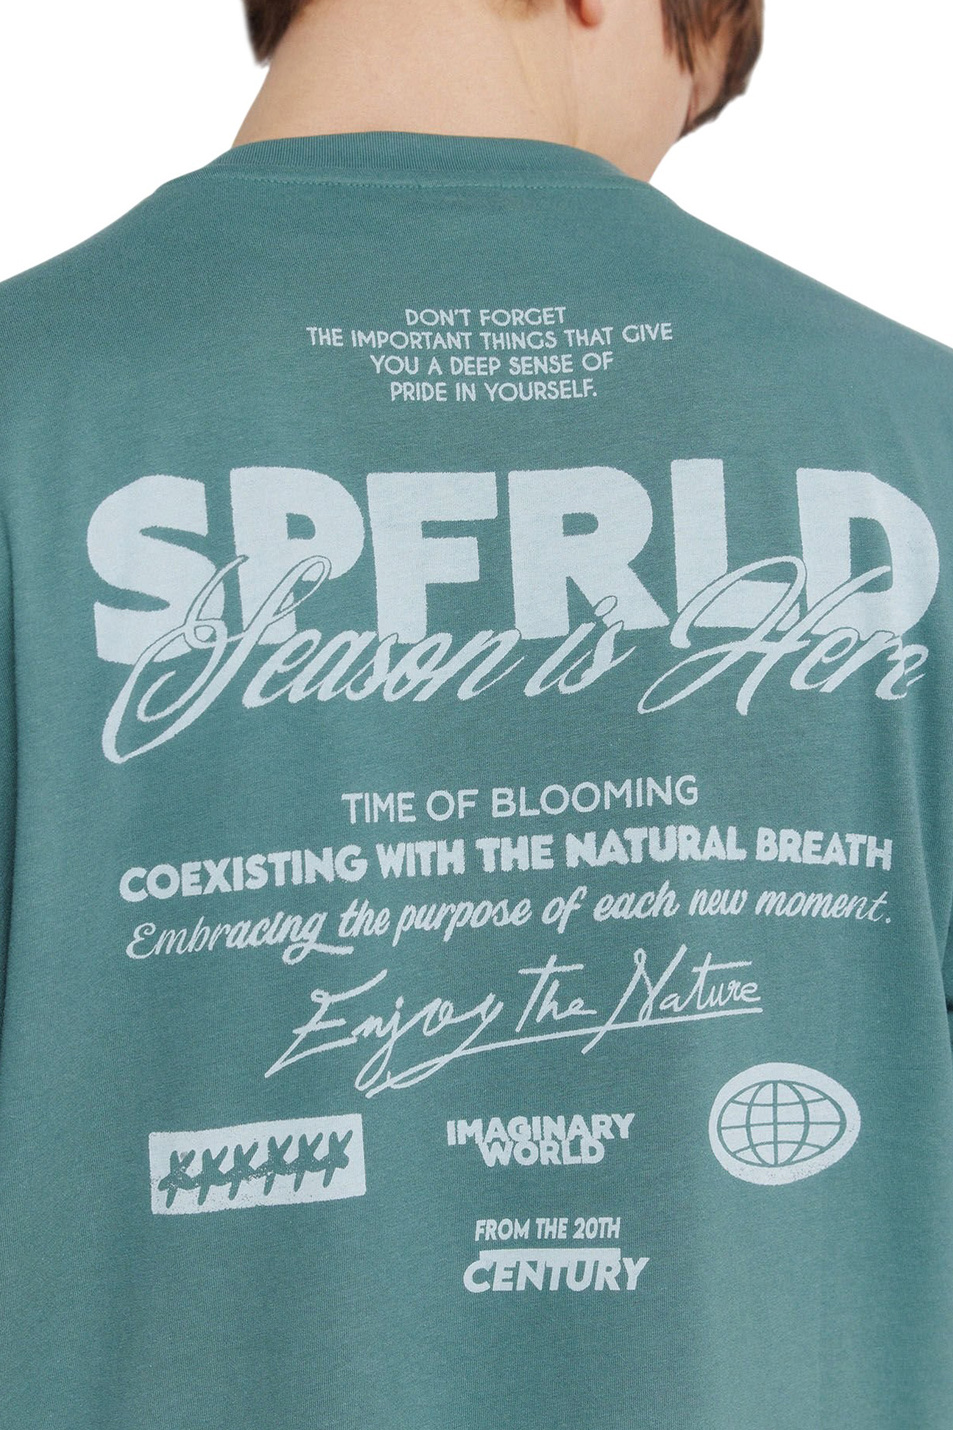 DON'T FORGET
THE IMPORTANT THINGS THAT GIVE
YOU A DEEP SENSE OF
PRIDE IN YOURSELF.
SPFRLD
Season is Here
TIME OF BLOOMING
COEXISTING WITH THE NATURAL BREATH
Embracing the purpose of each new moment.
Enjoy The Nature
XXXXXX
IMAGINARY
WORLD
FROM THE 20TH
CENTURY